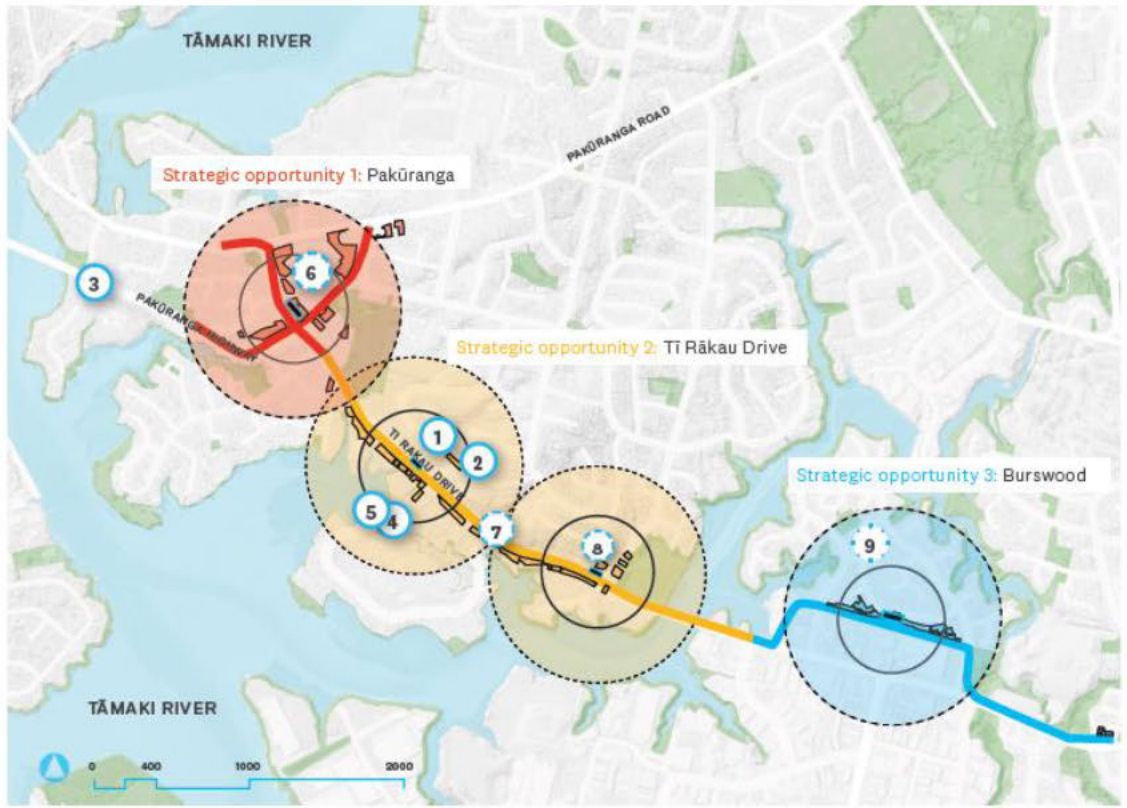 TĀMAKI RIVER
PAKŪRANGA ROAD
Strategic opportunity 1: Pakūranga
6
3
PAKŪRANGA HIGHWAY
Strategic opportunity 2: Tī Rākau Drive
1
TĪ RĀKAU DRIVE
2
5
4
7
8
Strategic opportunity 3: Burswood
9
TĀMAKI RIVER
0 400 1000 2000